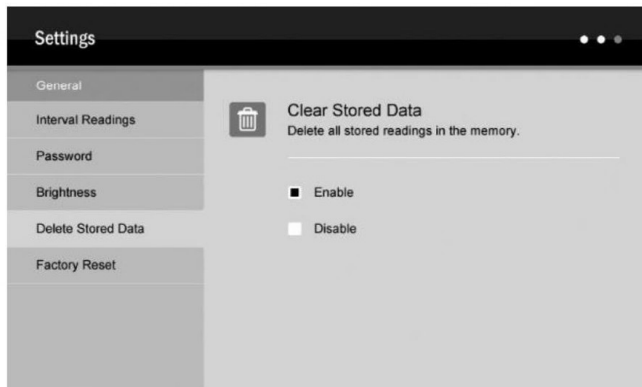 Settings
General
Interval Readings
Password
Brightness
Delete Stored Data
Factory Reset
Clear Stored Data
Delete all stored readings in the memory.
Enable
Disable